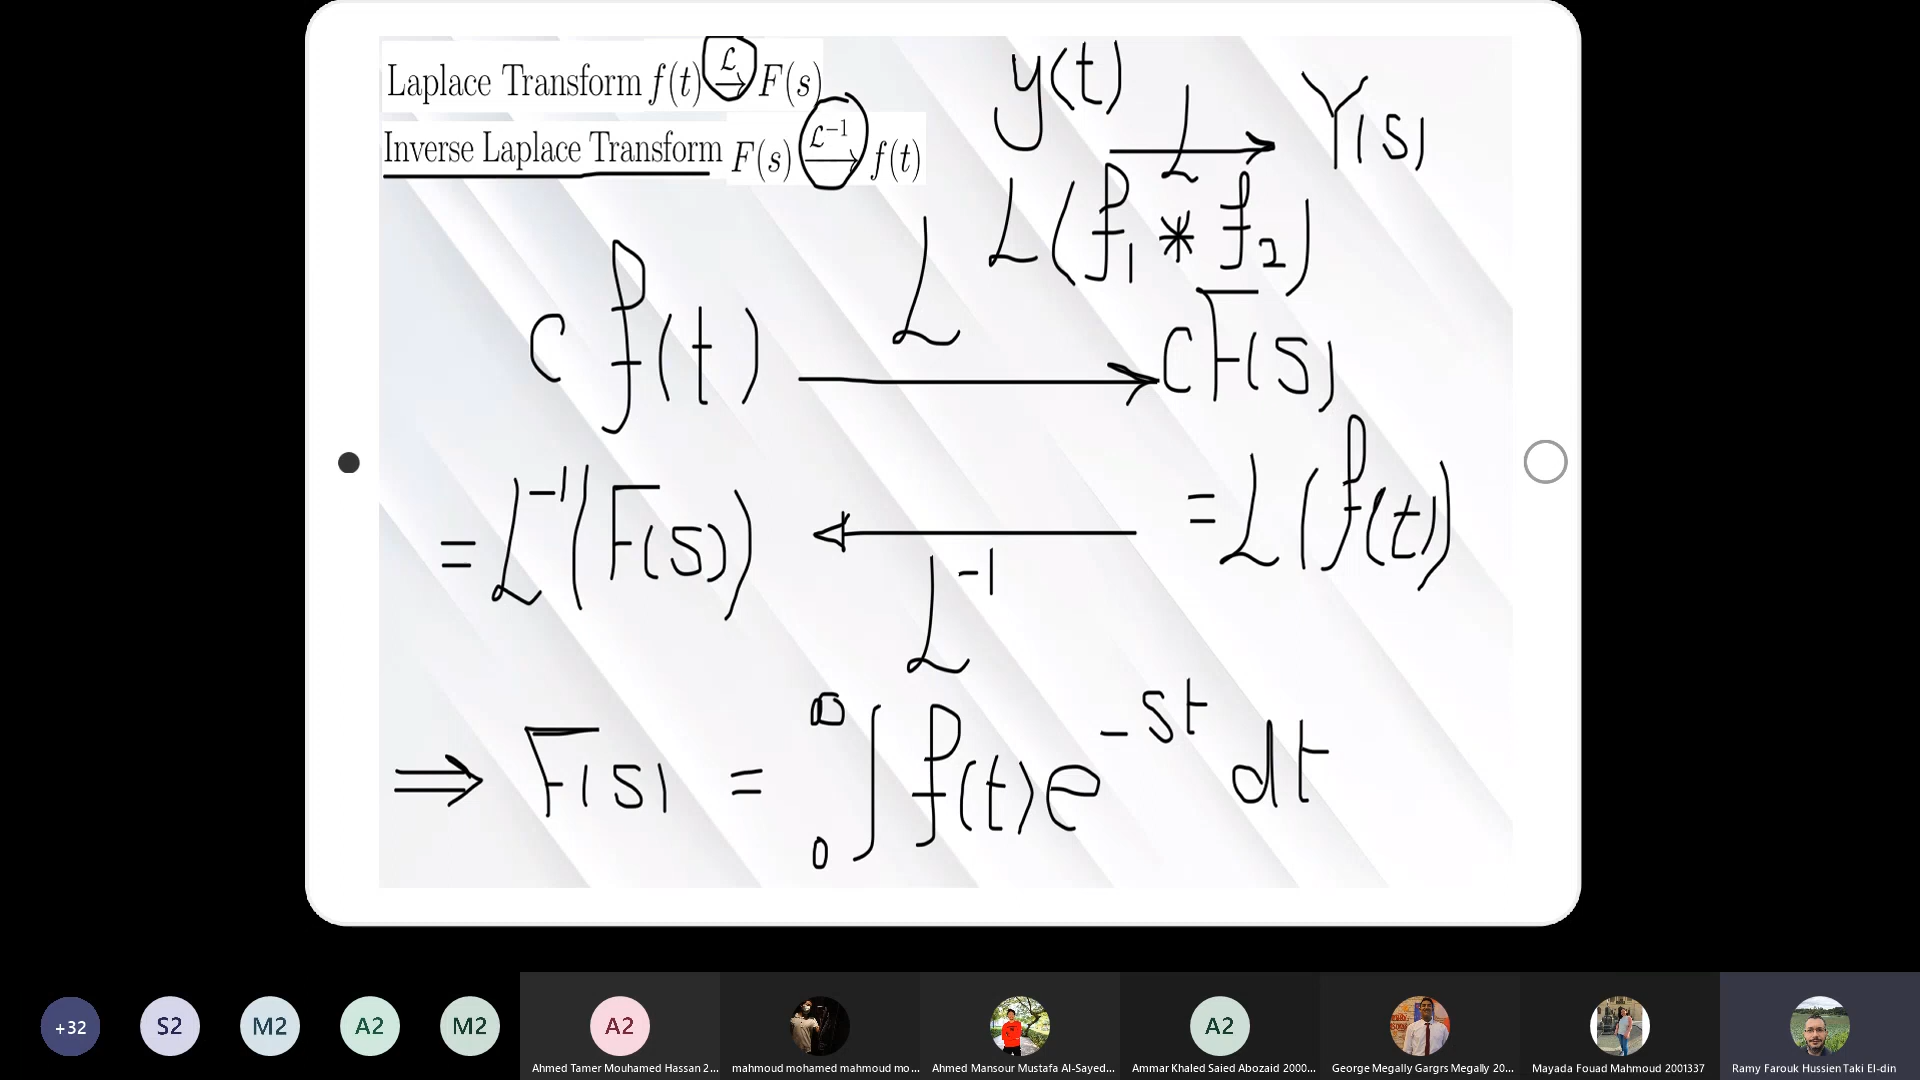 Laplace Transform f(t) ℒ→ F(s)
Inverse Laplace Transform F(s) ℒ⁻¹→ f(t)
y(t) L→ Y(s)
L(f₁ * f₂)
c f(t) L→ cF(s)
= L⁻¹(F(s)) ←L⁻¹ = L(f(t))
⇒ F(s) = ∫₀^∞ f(t)e^(-st) dt
+32
S2
M2
A2
M2
A2
A2
Ahmed Tamer Mouhamed Hassan 2...
mahmoud mohamed mahmoud mo...
Ahmed Mansour Mustafa Al-Sayed...
Ammar Khaled Saied Abozaid 2000...
George Megally Gargrs Megally 20...
Mayada Fouad Mahmoud 2001337
Ramy Farouk Hussien Taki El-din